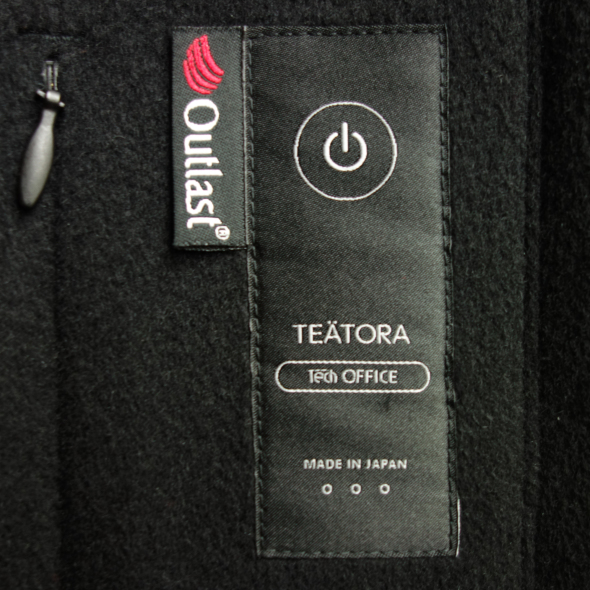 Outlast®
TEÄTORA
Tech OFFICE
MADE IN JAPAN